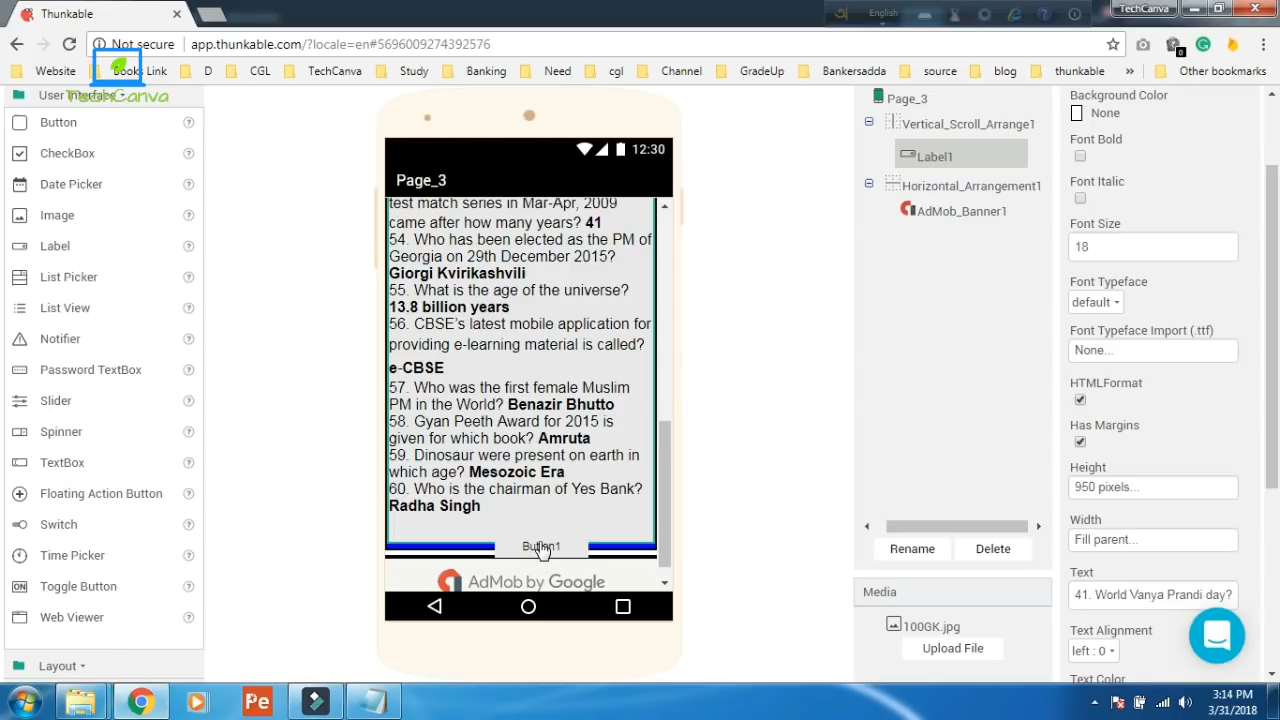 Thunkable
English
TechCanva
Not secure
app.thunkable.com/?locale=en#5696009274392576
Website
Books Link
D
CGL
TechCanva
Study
Banking
Need
cgl
Channel
GradeUp
Bankersadda
source
blog
thunkable
»
Other bookmarks
TechCanva
User Interface
Button
CheckBox
Date Picker
Image
Label
List Picker
List View
Notifier
Password TextBox
Slider
Spinner
TextBox
Floating Action Button
Switch
Time Picker
Toggle Button
Web Viewer
Layout
12:30
Page_3
test match series in Mar-Apr, 2009
came after how many years? 41
54. Who has been elected as the PM of
Georgia on 29th December 2015?
Giorgi Kvirikashvili
55. What is the age of the universe?
13.8 billion years
56. CBSE's latest mobile application for
providing e-learning material is called?
e-CBSE
57. Who was the first female Muslim
PM in the World? Benazir Bhutto
58. Gyan Peeth Award for 2015 is
given for which book? Amruta
59. Dinosaur were present on earth in
which age? Mesozoic Era
60. Who is the chairman of Yes Bank?
Radha Singh
Button1
AdMob by Google
Page_3
Vertical_Scroll_Arrange1
Label1
Horizontal_Arrangement1
AdMob_Banner1
Rename
Delete
Media
100GK.jpg
Upload File
Background Color
None
Font Bold
Font Italic
Font Size
18
Font Typeface
default
Font Typeface Import (.ttf)
None...
HTMLFormat
Has Margins
Height
950 pixels...
Width
Fill parent...
Text
41. World Vanya Prandi day?
Text Alignment
left : 0
Text Color
Pe
3:14 PM
3/31/2018